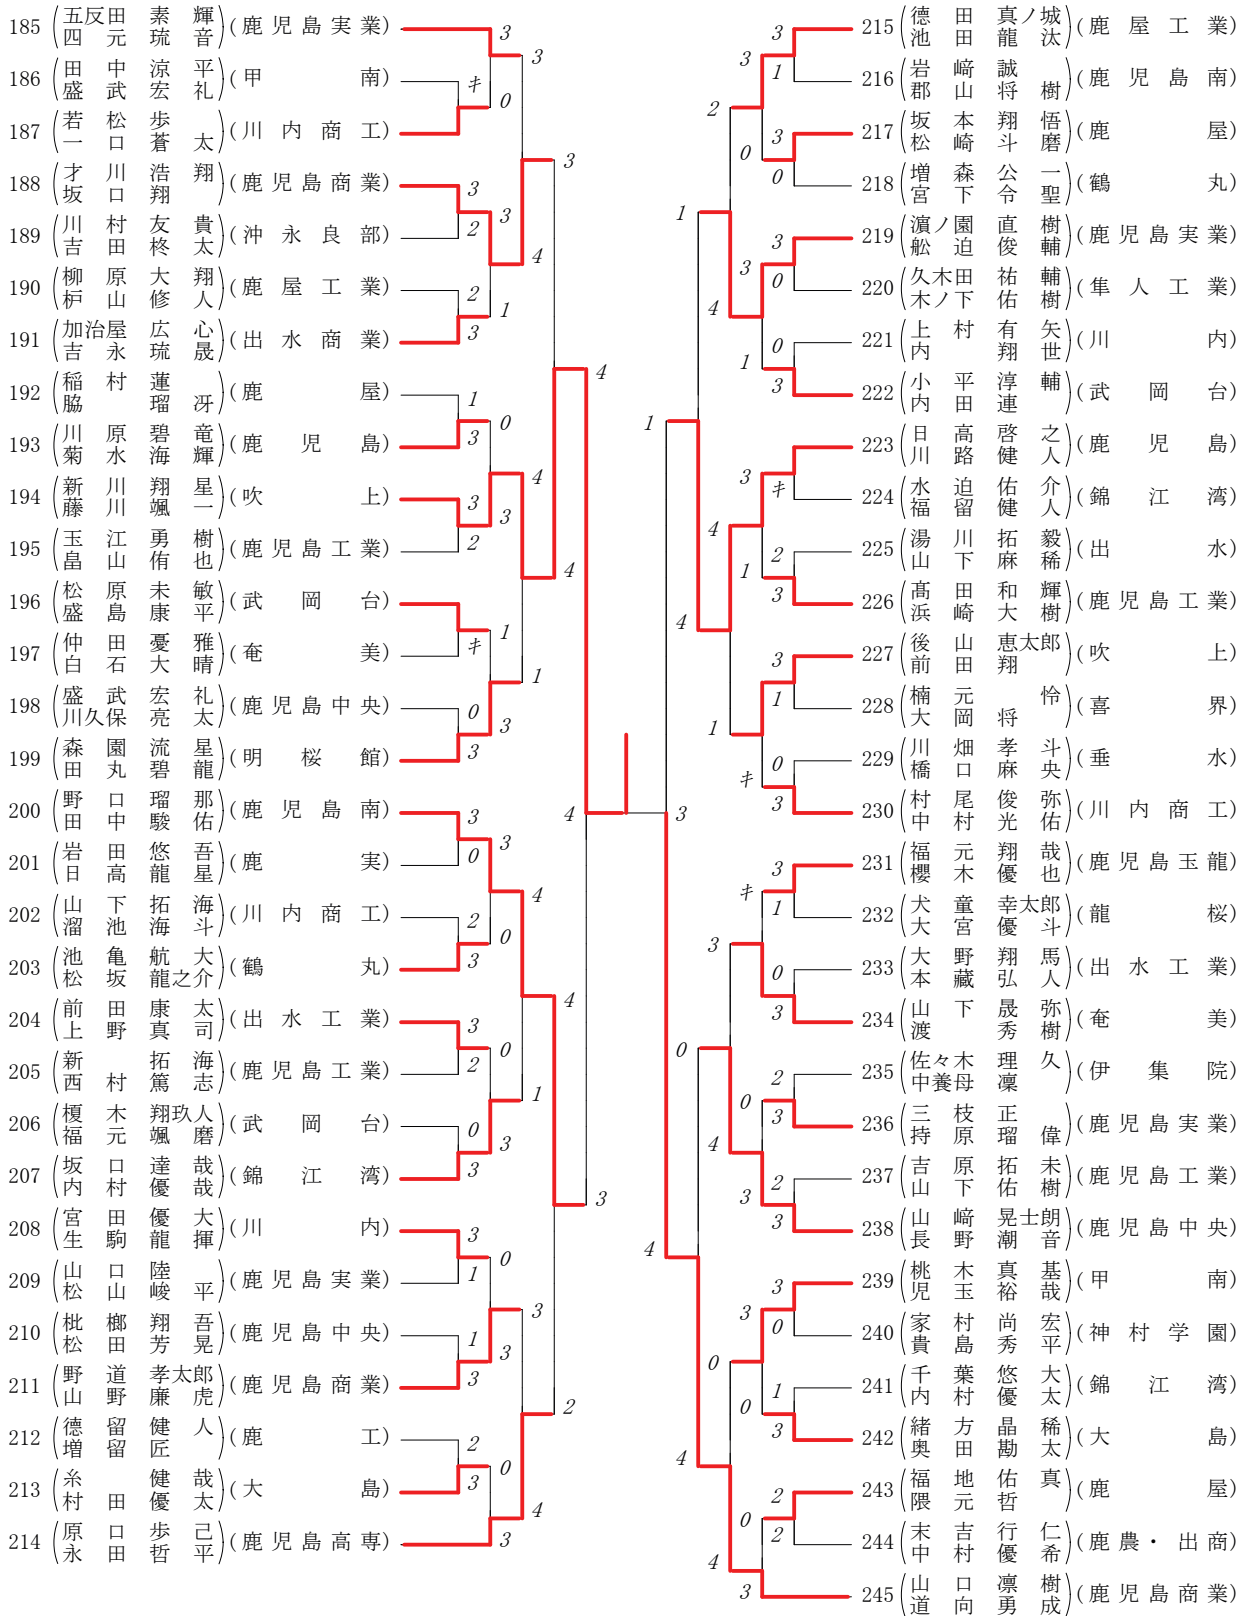 185 (五反田 素輝 四元 琉音) (鹿児島実業)
186 (田中 涼平 盛武 宏礼) (甲南)
187 (若松 歩 一口 蒼太) (川内商工)
188 (才川 浩翔 坂口 翔) (鹿児島商業)
189 (川村 友貴 吉田 柊太) (沖永良部)
190 (柳原 大翔 枦山 修人) (鹿屋工業)
191 (加治屋 広心 吉永 琉晟) (出水商業)
192 (稲村 蓮 脇 瑠冴) (鹿屋)
193 (川原 碧竜 菊水 海輝) (鹿児島)
194 (新川 翔星 藤川 颯一) (吹上)
195 (玉江 勇樹 畠山 侑也) (鹿児島工業)
196 (松原 未敏 盛島 康平) (武岡台)
197 (仲田 憂雅 白石 大晴) (奄美)
198 (盛武 宏礼 川久保 亮太) (鹿児島中央)
199 (森園 流星 田丸 碧龍) (明桜館)
200 (野口 瑠那 田中 駿佑) (鹿児島南)
201 (岩田 悠吾 日高 龍星) (鹿実)
202 (山下 拓海 溜池 海斗) (川内商工)
203 (池亀 航大 松坂 龍之介) (鶴丸)
204 (前田 康太 上野 真司) (出水工業)
205 (新 拓海 西村 篤志) (鹿児島工業)
206 (榎木 翔玖人 福元 颯磨) (武岡台)
207 (坂口 達哉 内村 優哉) (錦江湾)
208 (宮田 優大 生駒 龍揮) (川内)
209 (山口 陸 松山 峻平) (鹿児島実業)
210 (枇榔 翔吾 松田 芳晃) (鹿児島中央)
211 (野道 孝太郎 山野 廉虎) (鹿児島商業)
212 (德留 健人 増留 匠) (鹿工)
213 (糸 健哉 村田 優太) (大島)
214 (原口 歩己 永田 哲平) (鹿児島高専)
215 (德田 真ノ城 池田 龍汰) (鹿屋工業)
216 (岩﨑 誠 郡山 将樹) (鹿児島南)
217 (坂本 翔悟 松崎 斗磨) (鹿屋)
218 (増森 公一 宮下 令聖) (鶴丸)
219 (濵ノ園 直樹 舩迫 俊輔) (鹿児島実業)
220 (久木田 祐輔 木ノ下 佑樹) (隼人工業)
221 (上村 有矢 内 翔世) (川内)
222 (小平 淳輔 内田 連) (武岡台)
223 (日高 啓之 川路 健人) (鹿児島)
224 (水迫 佑介 福留 健人) (錦江湾)
225 (湯川 拓毅 山下 麻稀) (出水)
226 (髙田 和輝 浜崎 大樹) (鹿児島工業)
227 (後山 恵太郎 前田 翔) (吹上)
228 (楠元 怜 大岡 将) (喜界)
229 (川畑 孝斗 橋口 麻央) (垂水)
230 (村尾 俊弥 中村 光佑) (川内商工)
231 (福元 翔哉 櫻木 優也) (鹿児島玉龍)
232 (犬童 幸太郎 大宮 優斗) (龍桜)
233 (大野 翔馬 本藏 弘人) (出水工業)
234 (山下 晟弥 渡 秀樹) (奄美)
235 (佐々木 理久 中養母 凜) (伊集院)
236 (三枝 正 持原 瑠偉) (鹿児島実業)
237 (吉原 拓未 山下 佑樹) (鹿児島工業)
238 (山﨑 晃士朗 長野 潮音) (鹿児島中央)
239 (桃木 真基 児玉 裕哉) (甲南)
240 (家村 尚宏 貴島 秀平) (神村学園)
241 (千葉 悠大 内村 優太) (錦江湾)
242 (緒方 晶稀 奥田 勘太) (大島)
243 (福地 佑真 隈元 哲) (鹿屋)
244 (末吉 行仁 中村 優希) (鹿農・出商)
245 (山口 凛樹 道向 勇成) (鹿児島商業)